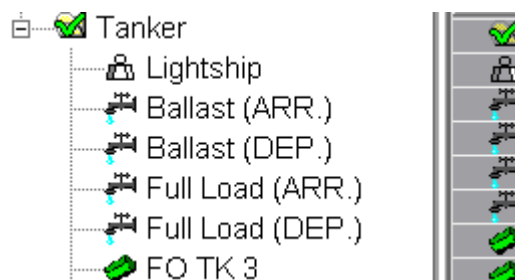 Tanker
Lightship
Ballast (ARR.)
Ballast (DEP.)
Full Load (ARR.)
Full Load (DEP.)
FO TK 3